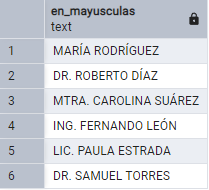 en_mayusculas
text
1 MARÍA RODRÍGUEZ
2 DR. ROBERTO DÍAZ
3 MTRA. CAROLINA SUÁREZ
4 ING. FERNANDO LEÓN
5 LIC. PAULA ESTRADA
6 DR. SAMUEL TORRES